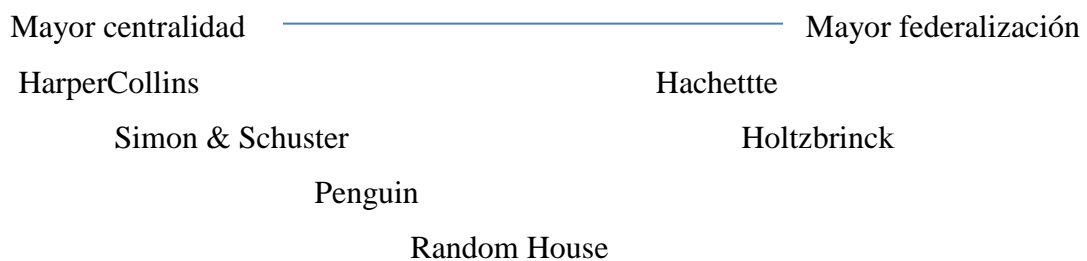 Mayor centralidad Mayor federalización
HarperCollins Hachettte
Simon & Schuster Holtzbrinck
Penguin
Random House